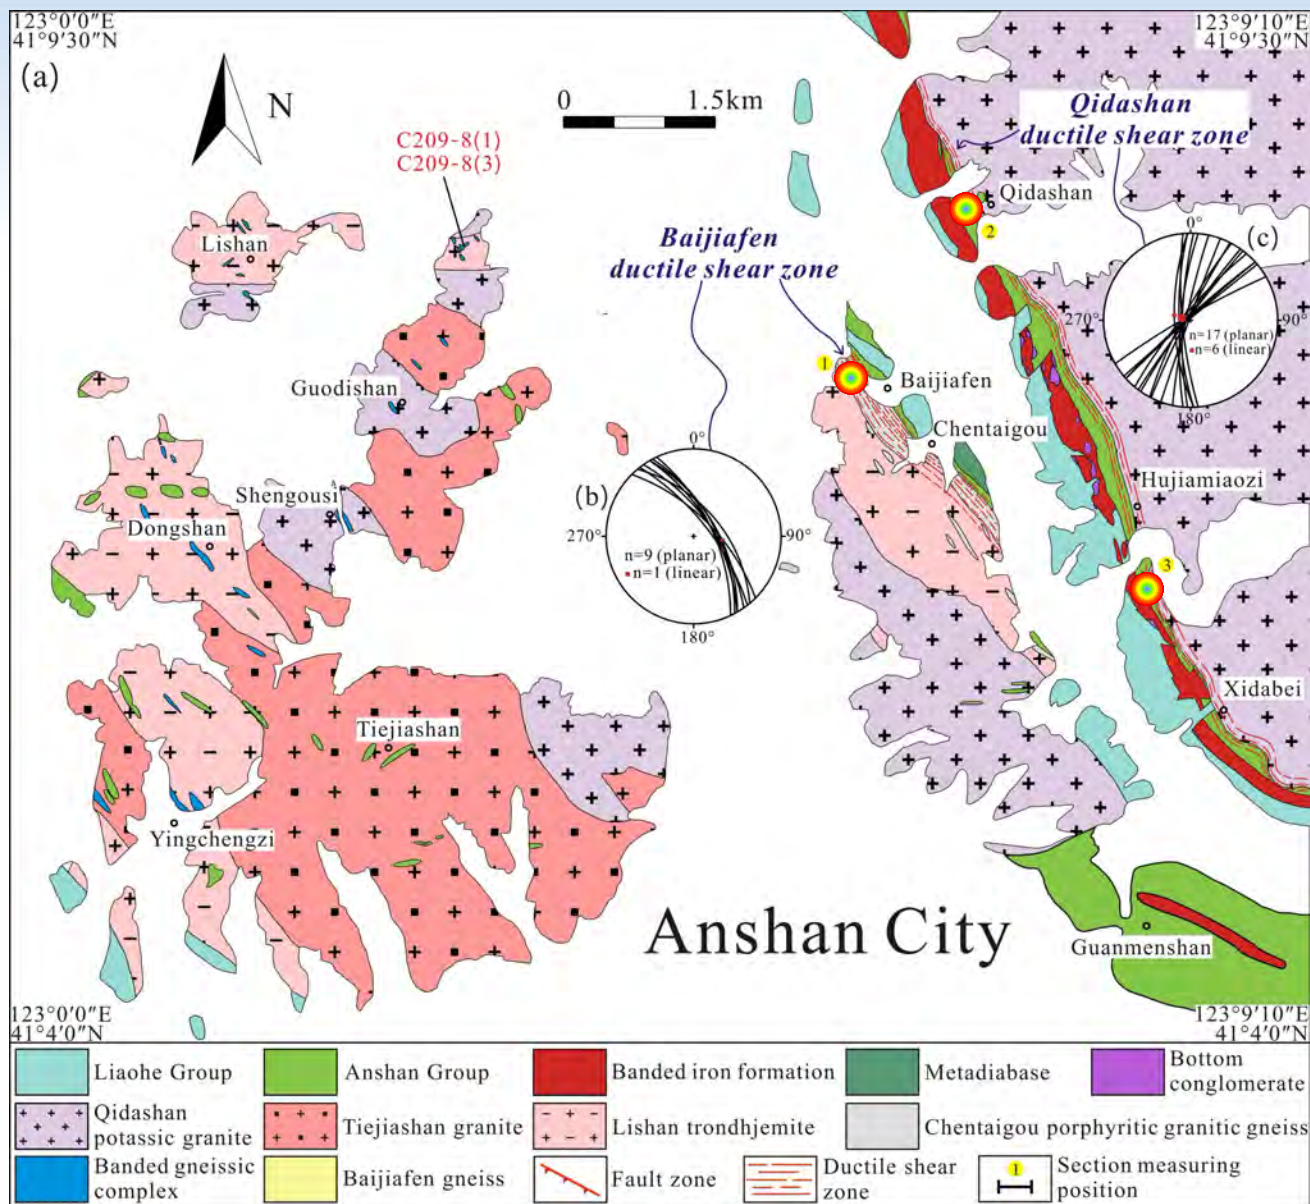 123°0′0″E
41°9′30″N
123°9′10″E
41°9′30″N
(a)
N
0 1.5km
Qidashan
ductile shear zone
C209-8(1)
C209-8(3)
Qidashan
2
Lishan
Baijiafen
ductile shear zone
(c)
0°
270°
90°
n=17 (planar)
n=6 (linear)
180°
1
Baijiafen
Guodishan
Chentaigou
0°
(b)
270°
90°
n=9 (planar)
n=1 (linear)
180°
Shengousi
Hujiamiaozi
Dongshan
3
Xidabei
Tiejiashan
Yingchengzi
Anshan City
Guanmenshan
123°0′0″E
41°4′0″N
123°9′10″E
41°4′0″N
Liaohe Group
Anshan Group
Banded iron formation
Metadiabase
Bottom
conglomerate
Qidashan
potassic granite
Tiejiashan granite
Lishan trondhjemite
Chentaigou porphyritic granitic gneiss
Banded gneissic
complex
Baijiafen gneiss
Fault zone
Ductile shear
zone
1
Section measuring
position